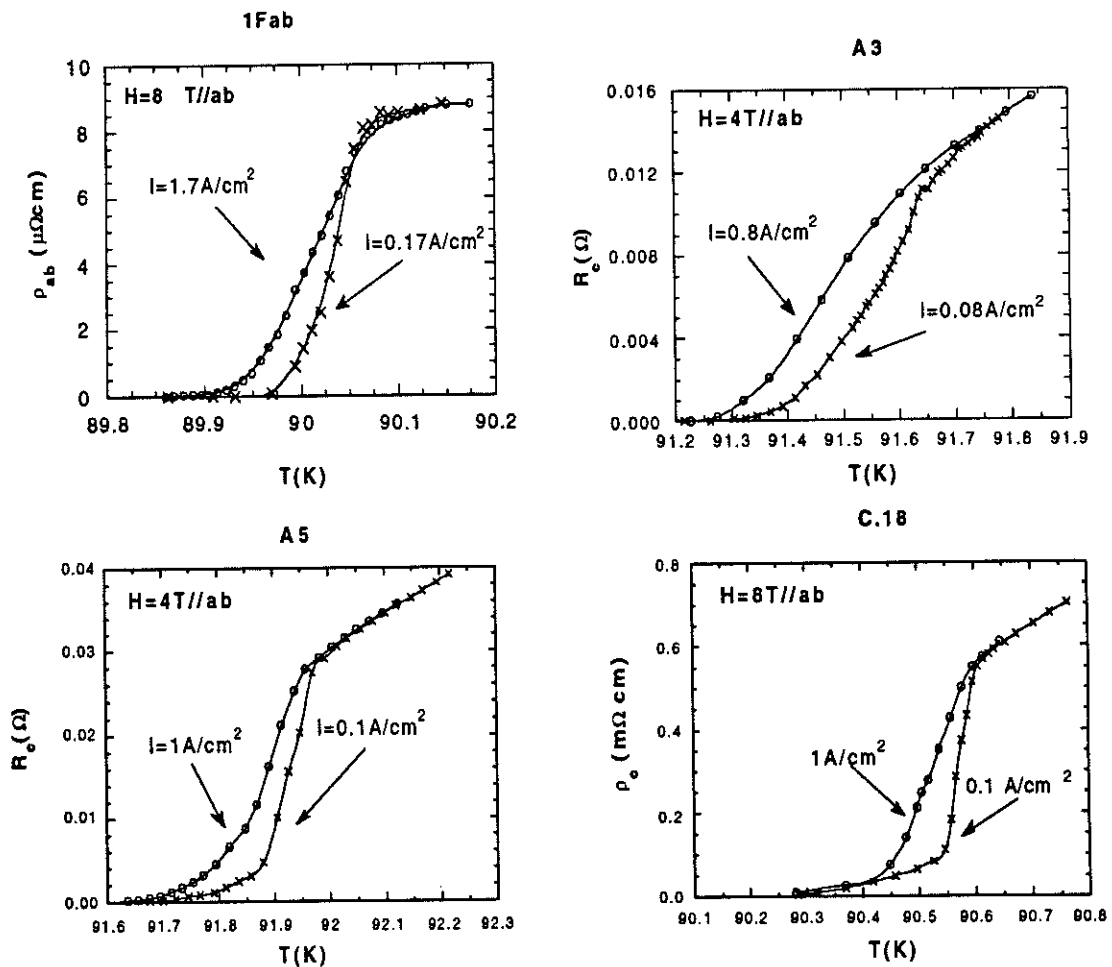 1Fab
H=8 T//ab
I=1.7A/cm²
I=0.17A/cm²
ρab (μΩcm)
10
8
6
4
2
0
89.8 89.9 90 90.1 90.2
T(K)
A3
H=4T//ab
I=0.8A/cm²
I=0.08A/cm²
Rc(Ω)
0.016
0.012
0.008
0.004
0.000
91.2 91.3 91.4 91.5 91.6 91.7 91.8 91.9
T(K)
A5
H=4T//ab
I=1A/cm²
I=0.1A/cm²
Rc(Ω)
0.04
0.03
0.02
0.01
0.00
91.6 91.7 91.8 91.9 92 92.1 92.2 92.3
T(K)
C.18
H=8T//ab
1A/cm²
0.1 A/cm ²
ρc (mΩ cm)
0.8
0.6
0.4
0.2
0.0
90.1 90.2 90.3 90.4 90.5 90.6 90.7 90.8
T(K)